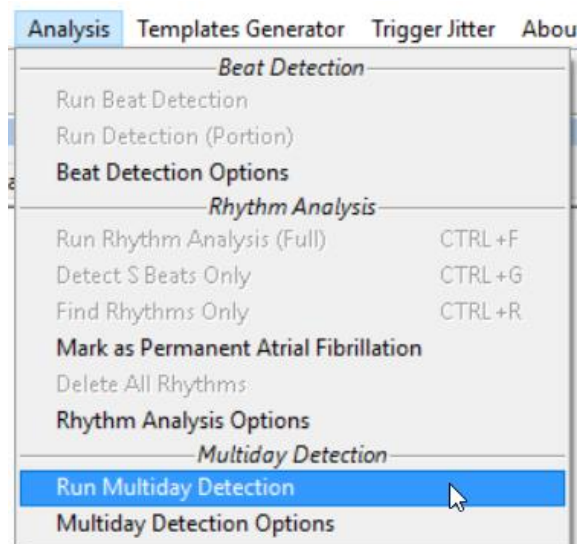 Analysis Templates Generator Trigger Jitter Abou
Beat Detection
Run Beat Detection
Run Detection (Portion)
Beat Detection Options
Rhythm Analysis
Run Rhythm Analysis (Full) CTRL+F
Detect S Beats Only CTRL+G
Find Rhythms Only CTRL+R
Mark as Permanent Atrial Fibrillation
Delete All Rhythms
Rhythm Analysis Options
Multiday Detection
Run Multiday Detection
Multiday Detection Options